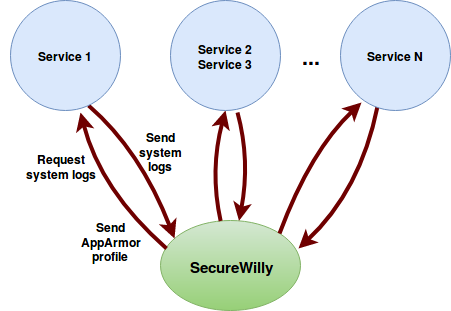 Service 1
Service 2
Service 3
...
Service N
Send
system
logs
Request
system logs
Send
AppArmor
profile
SecureWilly